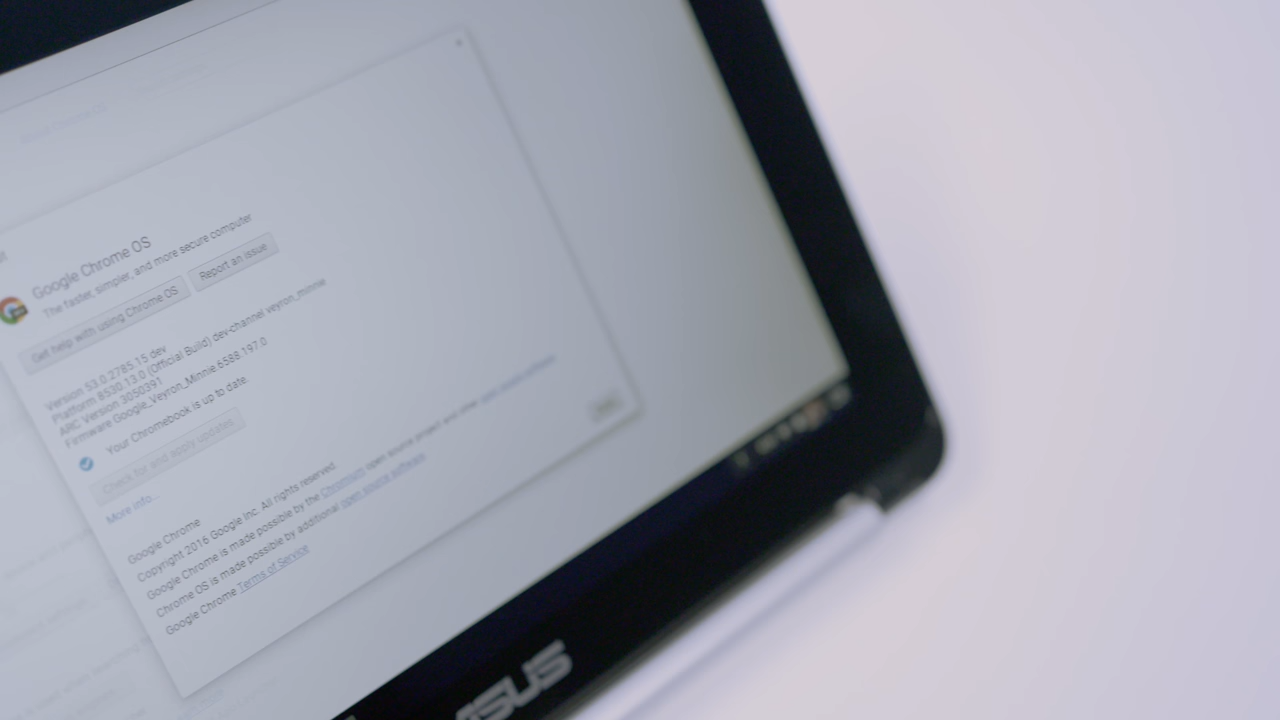 Google Chrome OS
The faster, simpler, and more secure computer
Get help with using Chrome OS
Report an issue
Version 53.0.2785.15 dev
Platform 8530.13.0 (Official Build) dev-channel veyron_minnie
ARC Version 3050391
Firmware Google_Veyron_Minnie.6588.197.0
Your Chromebook is up to date.
Check for and apply updates
More info...
Google Chrome
Copyright 2016 Google Inc. All rights reserved.
Google Chrome is made possible by the Chromium open source project and other open source software
Chrome OS is made possible by additional open source software
Google Chrome Terms of Service
ASUS